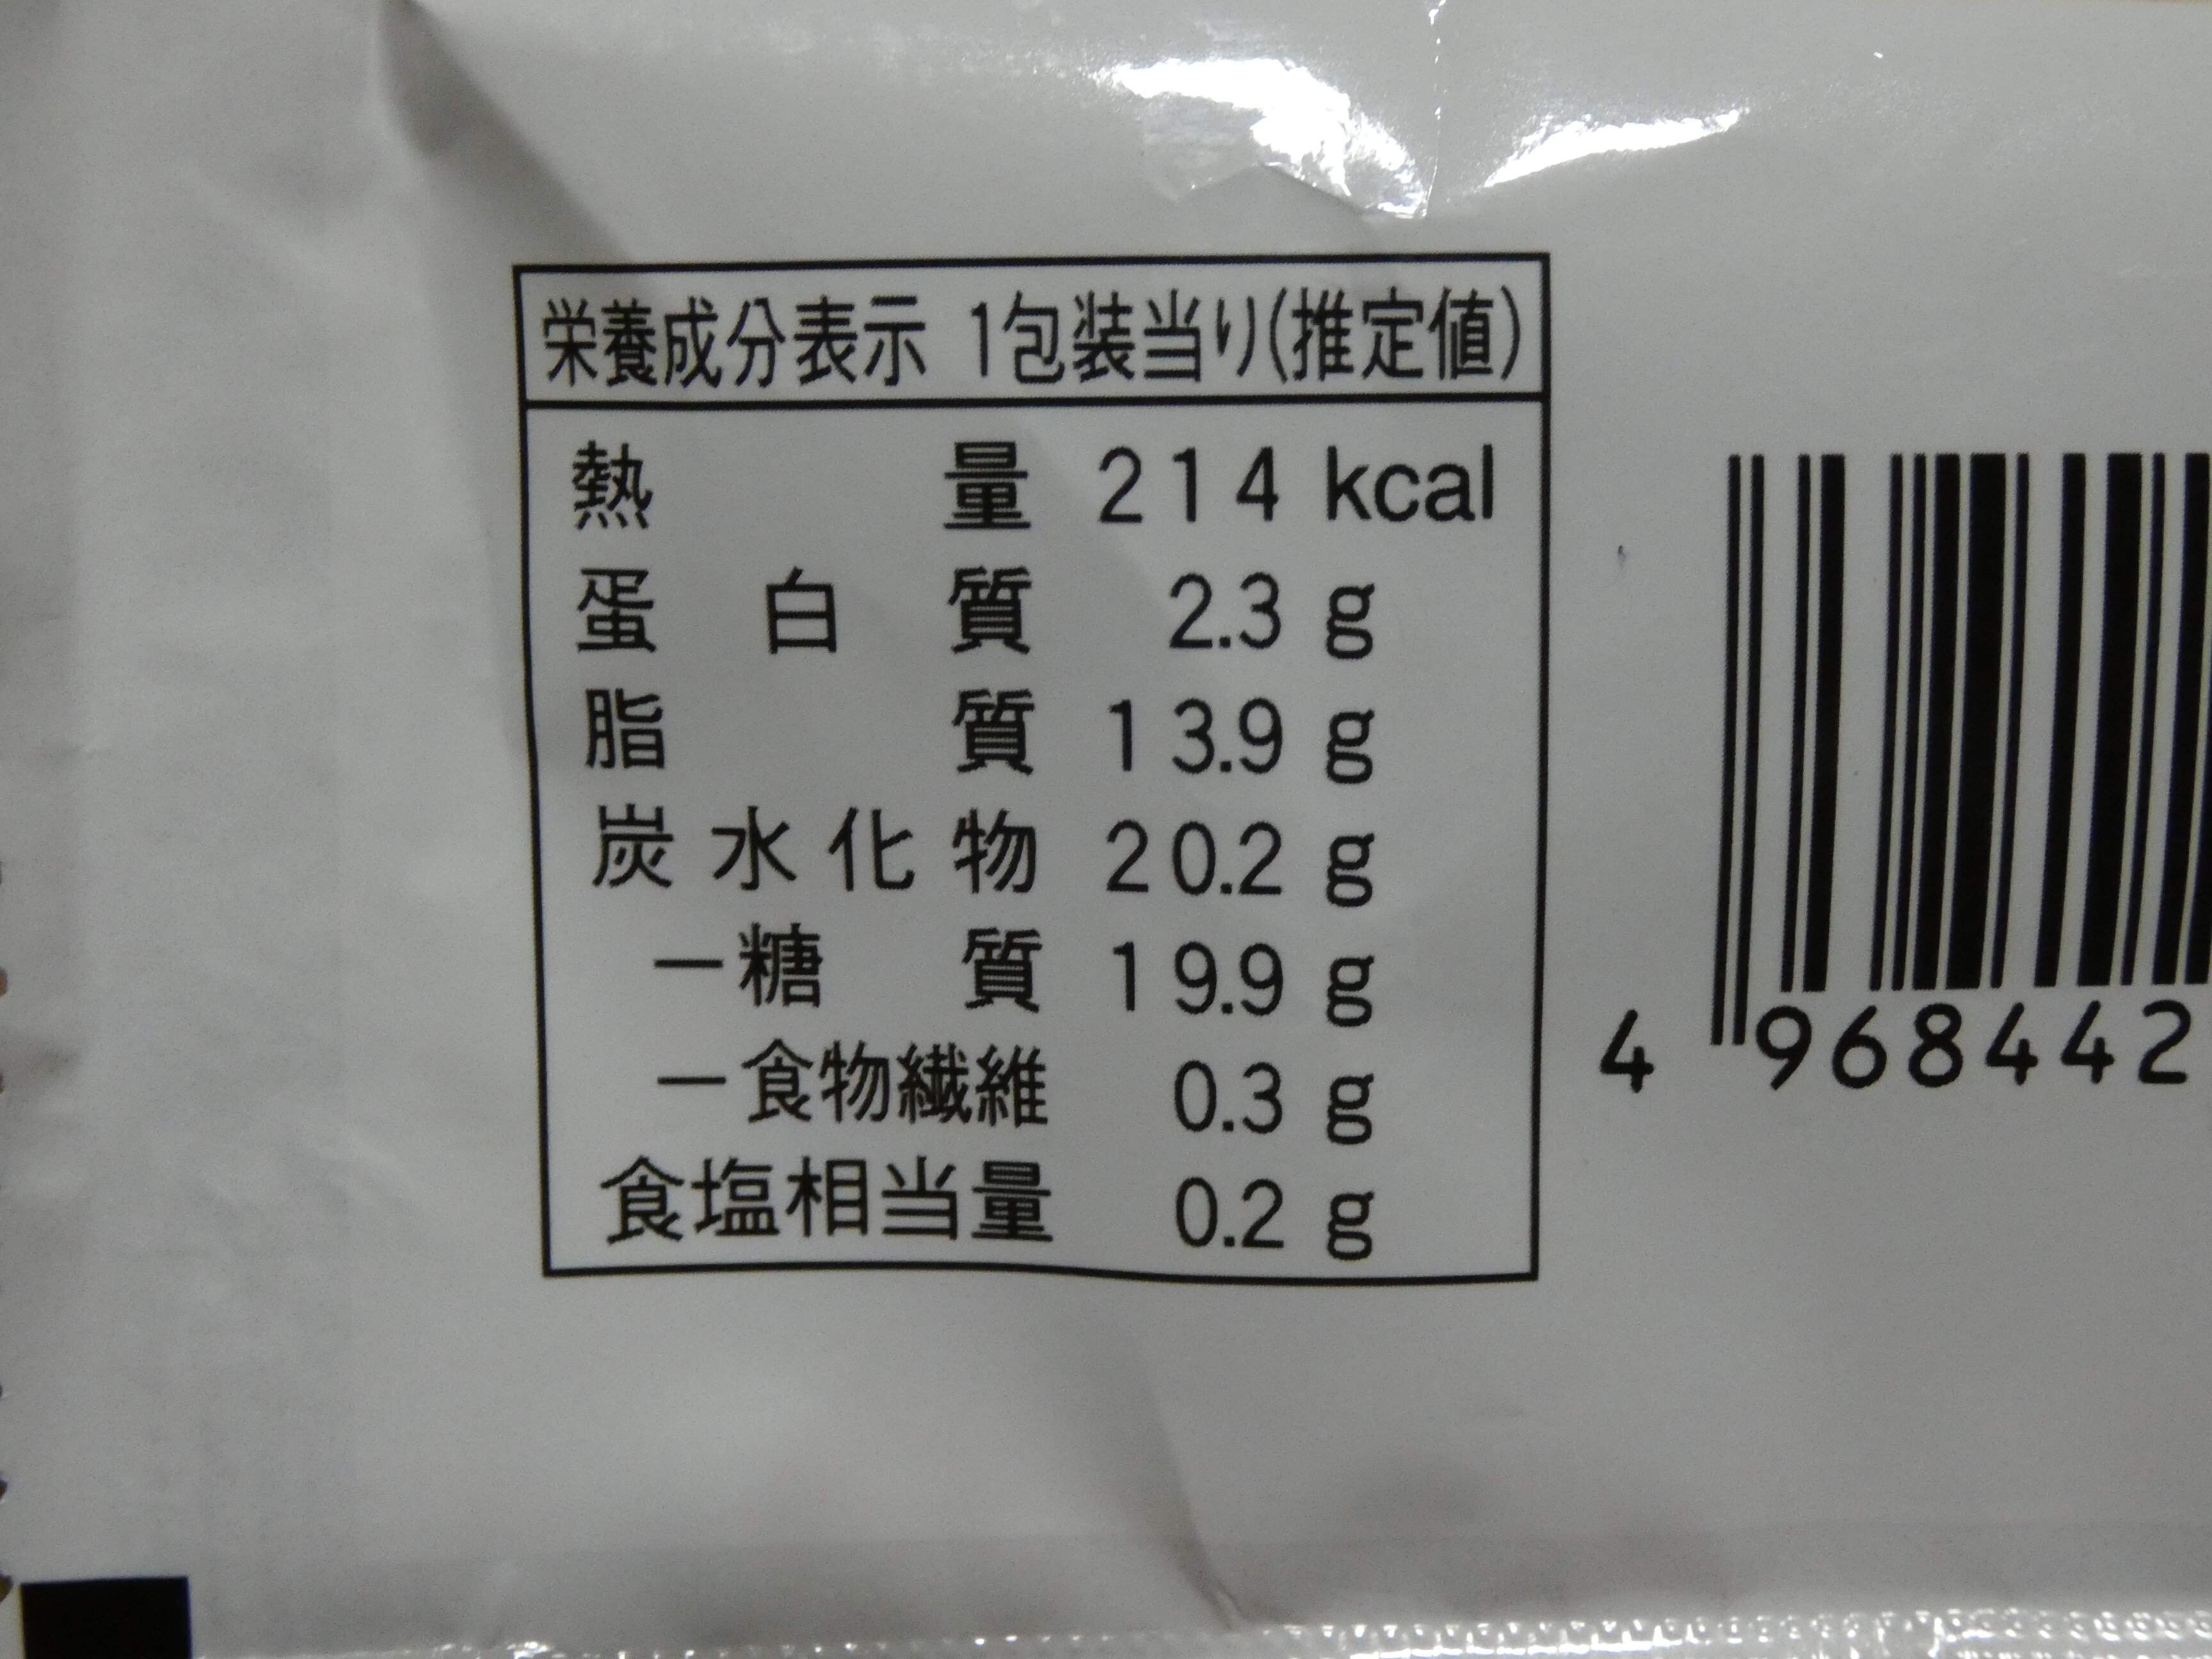 栄養成分表示 1包装当り(推定値)
熱量 214 kcal
蛋白質 2.3 g
脂質 13.9 g
炭水化物 20.2 g
－糖質 19.9 g
－食物繊維 0.3 g
食塩相当量 0.2 g
4 968442